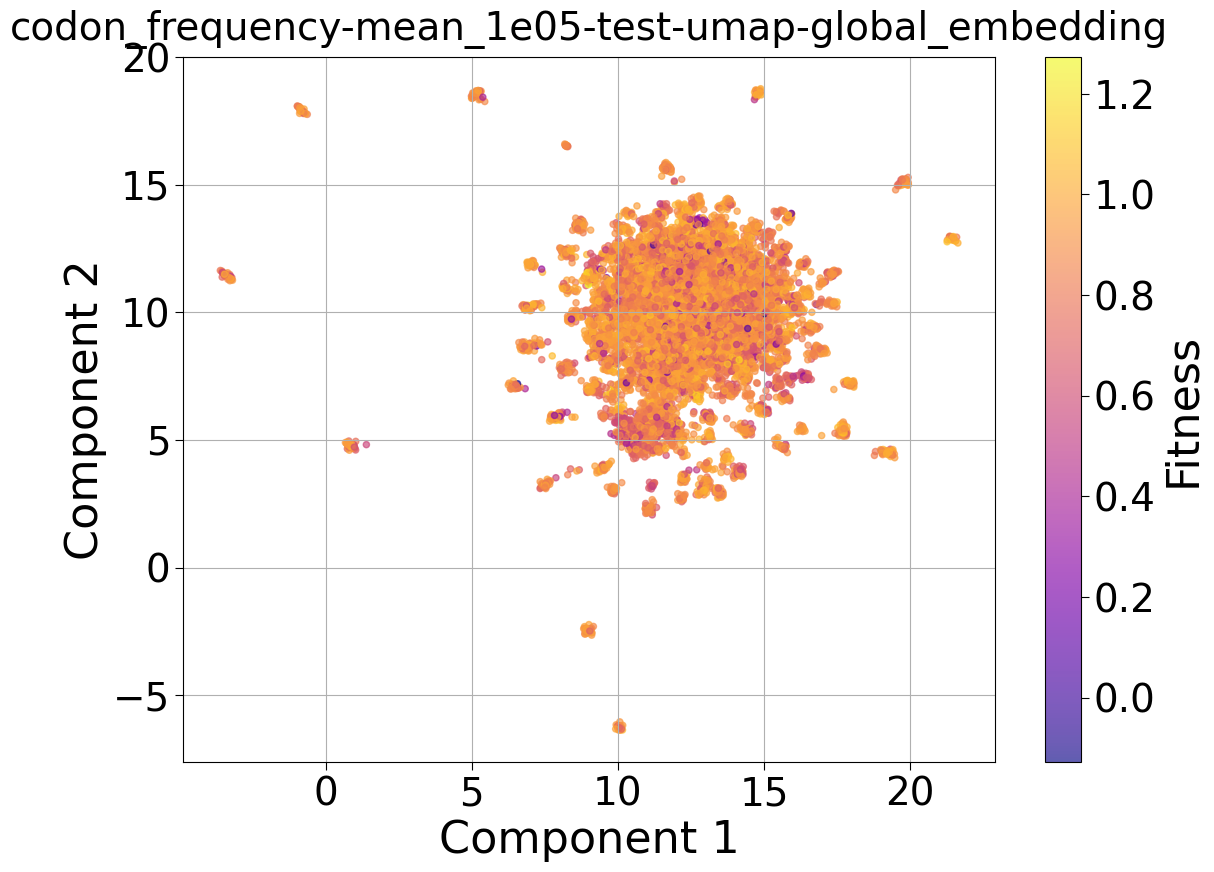 codon_frequency-mean_1e05-test-umap-global_embedding
20
15
10
5
0
−5
Component 2
0 5 10 15 20
Component 1
1.2
1.0
0.8
0.6
0.4
0.2
0.0
Fitness